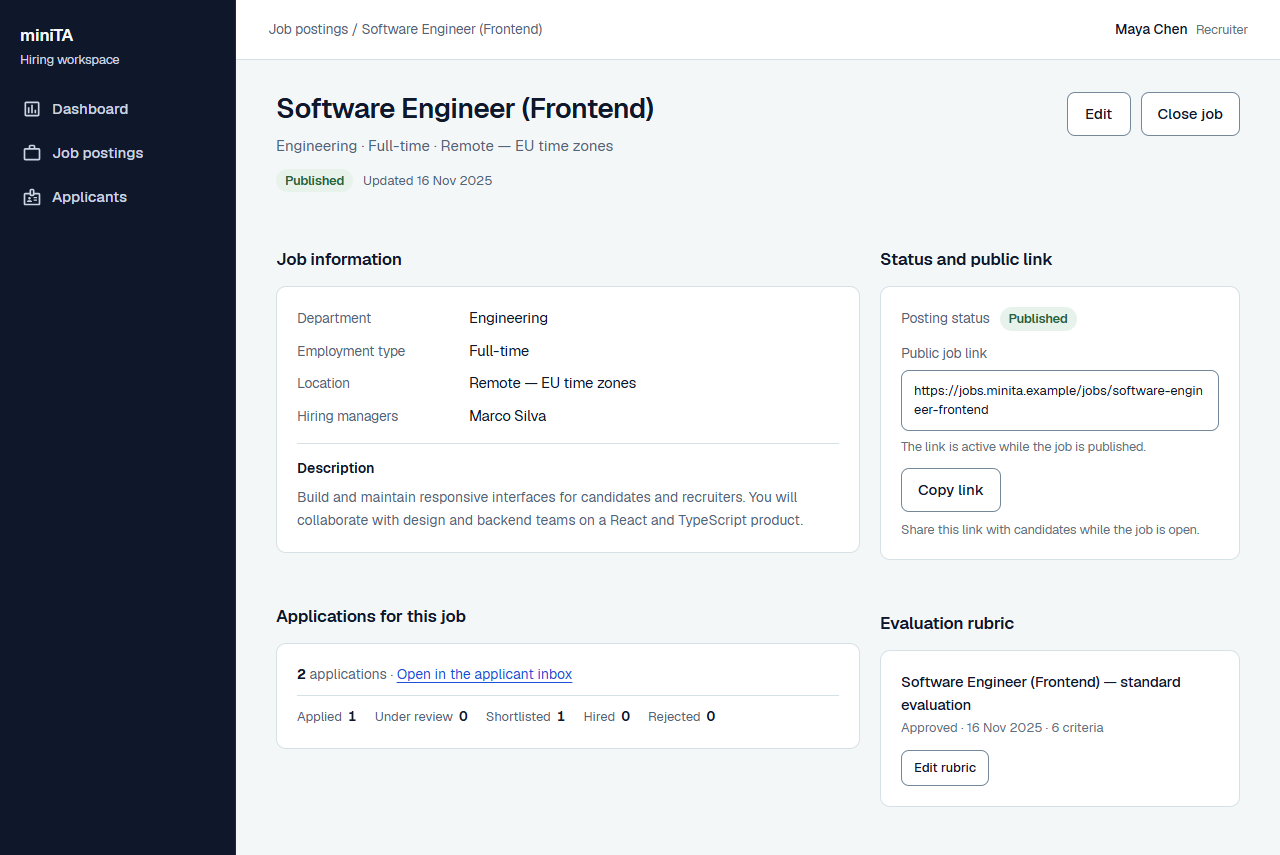 miniTA
Hiring workspace
Dashboard
Job postings
Applicants
Job postings / Software Engineer (Frontend)
Maya Chen Recruiter
Software Engineer (Frontend)
Edit
Close job
Engineering · Full-time · Remote — EU time zones
Published Updated 16 Nov 2025
Job information
Department Engineering
Employment type Full-time
Location Remote — EU time zones
Hiring managers Marco Silva
Description
Build and maintain responsive interfaces for candidates and recruiters. You will
collaborate with design and backend teams on a React and TypeScript product.
Status and public link
Posting status Published
Public job link
https://jobs.minita.example/jobs/software-engin
eer-frontend
The link is active while the job is published.
Copy link
Share this link with candidates while the job is open.
Applications for this job
2 applications · Open in the applicant inbox
Applied 1 Under review 0 Shortlisted 1 Hired 0 Rejected 0
Evaluation rubric
Software Engineer (Frontend) — standard
evaluation
Approved · 16 Nov 2025 · 6 criteria
Edit rubric